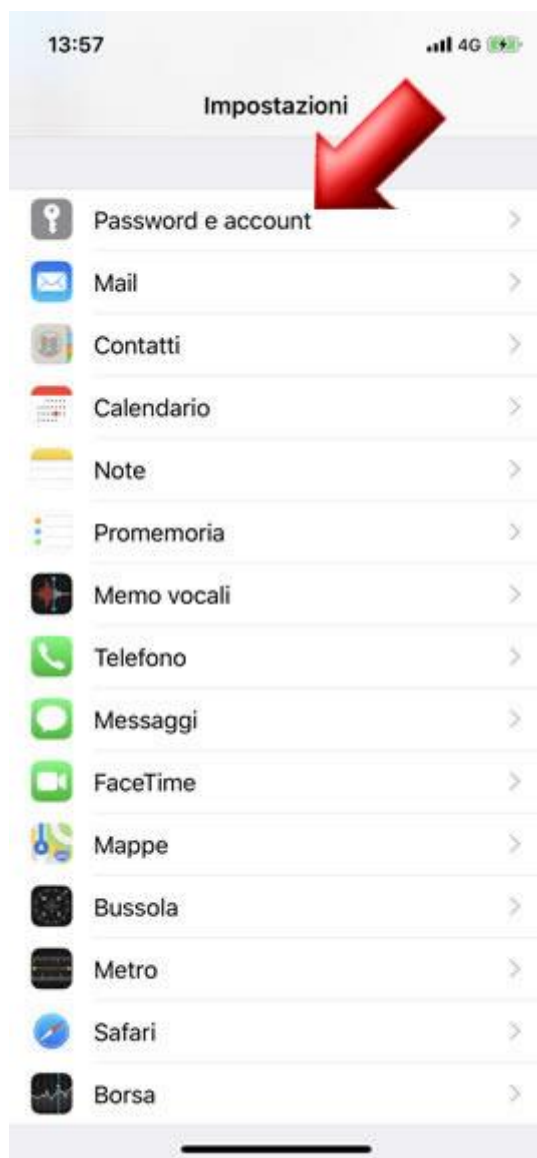 13:57
4G
Impostazioni
Password e account
Mail
Contatti
Calendario
Note
Promemoria
Memo vocali
Telefono
Messaggi
FaceTime
Mappe
Bussola
Metro
Safari
Borsa